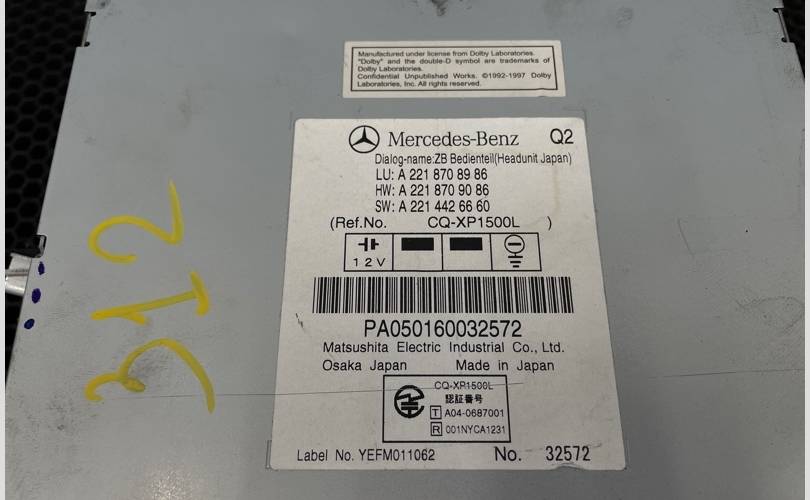 Manufactured under license from Dolby Laboratories.
"Dolby" and the double-D symbol are trademarks of
Dolby Laboratories.
Confidential Unpublished Works. ©1992-1997 Dolby
Laboratories, Inc. All rights reserved.
Mercedes-Benz Q2
Dialog-name:ZB Bedienteil(Headunit Japan)
LU: A 221 870 89 86
HW: A 221 870 90 86
SW: A 221 442 66 60
(Ref.No. CQ-XP1500L )
12V
PA050160032572
Matsushita Electric Industrial Co., Ltd.
Osaka Japan Made in Japan
CQ-XP1500L
認証番号
T A04-0687001
R 001NYCA1231
Label No. YEFM011062 No. 32572
312